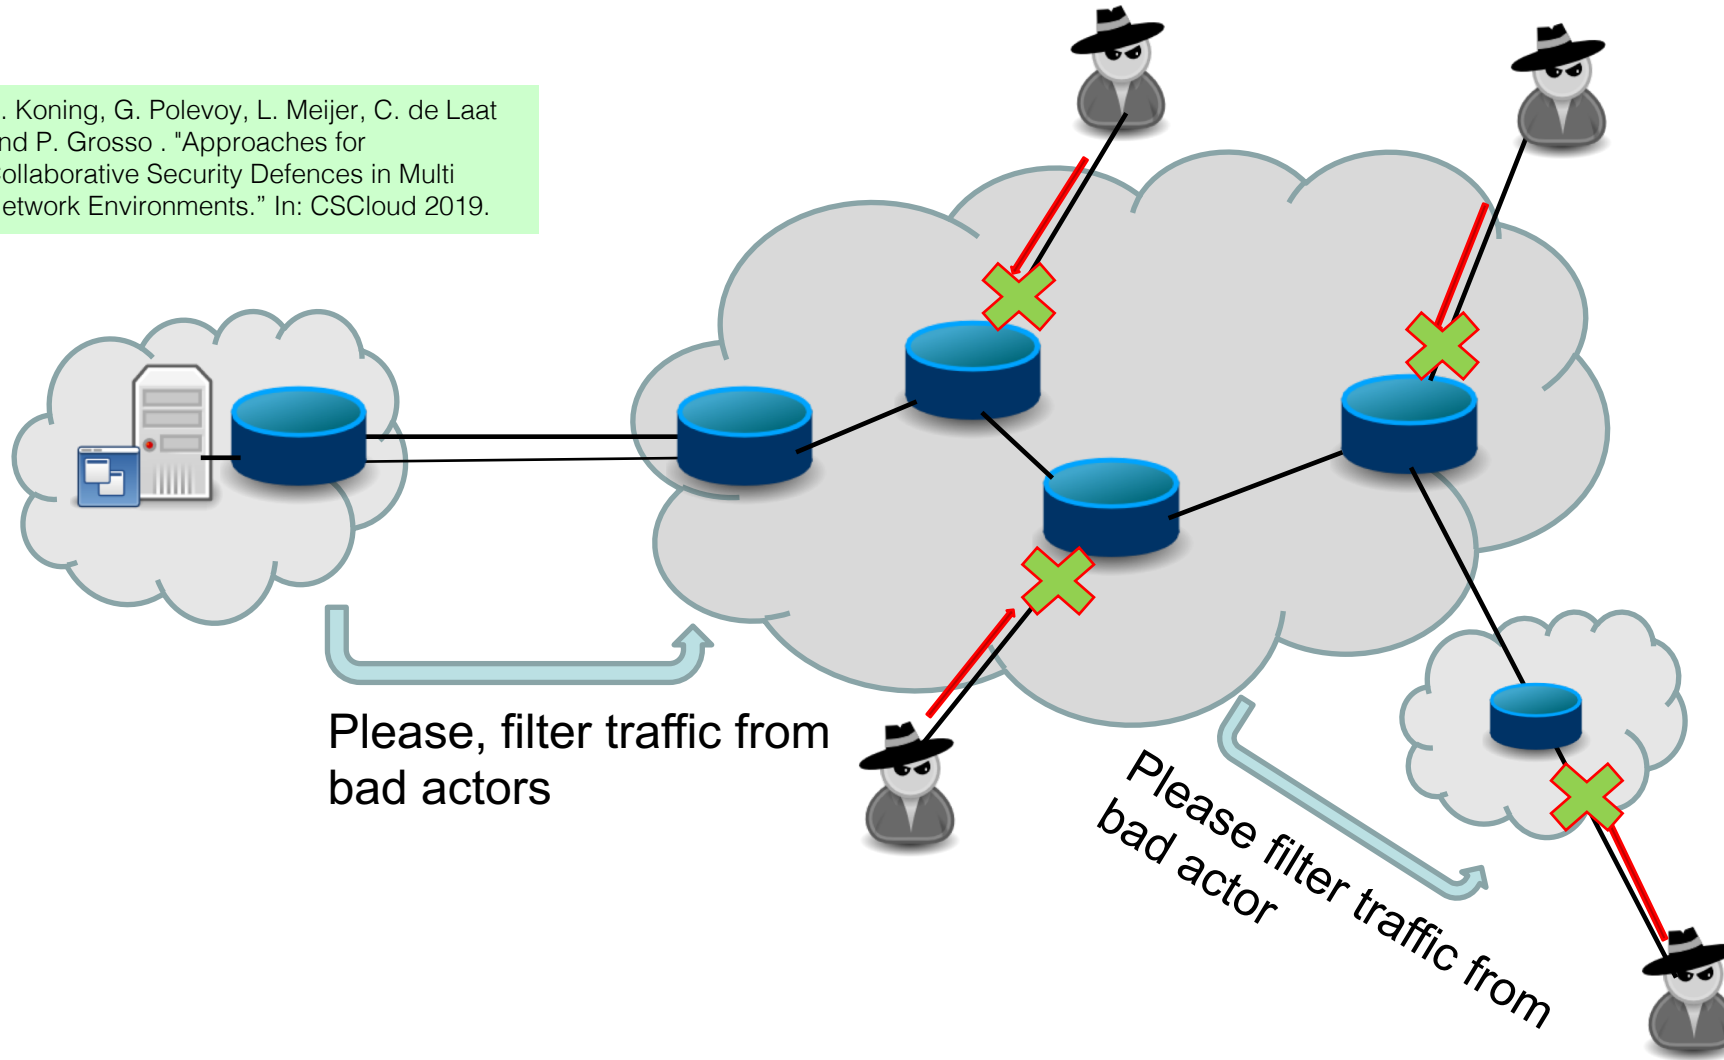 . Koning, G. Polevoy, L. Meijer, C. de Laat
nd P. Grosso . "Approaches for
ollaborative Security Defences in Multi
etwork Environments.” In: CSCloud 2019.
Please, filter traffic from
bad actors
Please filter traffic from
bad actor